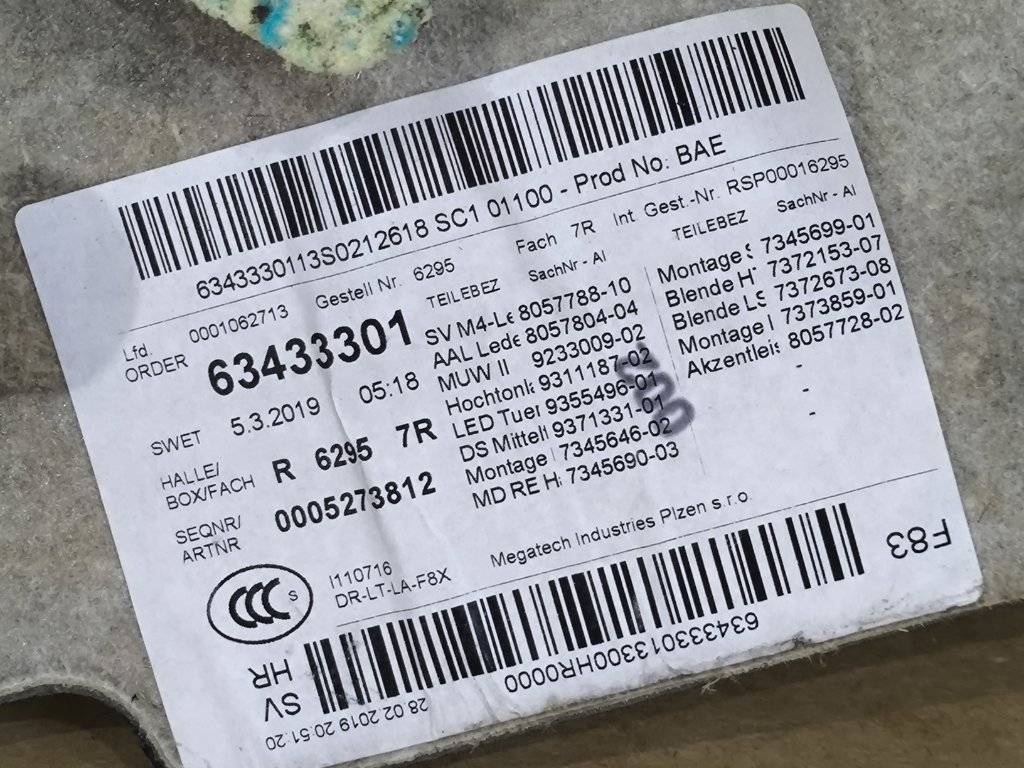 6343330113S0212618 SC1 01100 - Prod No: BAE
Lfd. 0001062713 Gestell Nr. 6295 Fach 7R Int Gest.-Nr. RSP00016295
ORDER 63433301
SWET 5.3.2019 05:18
HALLE/
BOX/FACH R 6295 7R
SEQNR/
ARTNR 0005273812
TEILEBEZ SachNr - AI
SV M4-Le 8057788-10
AAL Lede 8057804-04
MUW II 9233009-02
Hochtonl 9311187-02
LED Tuer 9355496-01
DS Mittell 9371331-01
Montage 7345646-02
MD RE H 7345690-03
TEILEBEZ SachNr - AI
Montage S 7345699-01
Blende H 7372153-07
Blende LS 7372673-08
Montage 7373859-01
Akzentleis 8057728-02
-
-
-
CCC S
I110716
DR-LT-LA-F8X
Megatech Industries Plzen s.r.o.
F83
634333013300HR0000
SV HR
28.02.2019 20:51:20